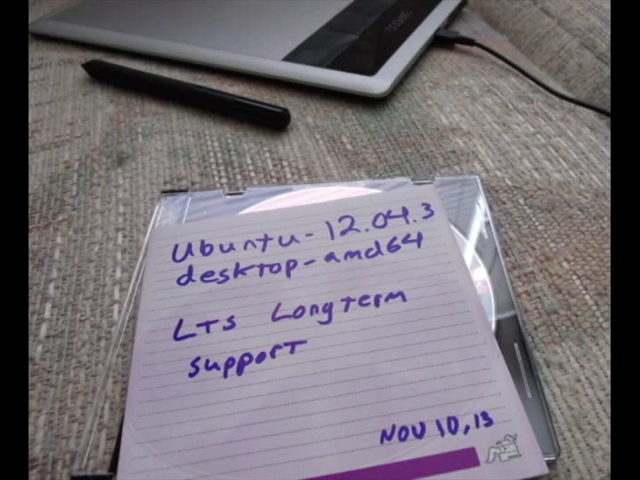 Ubuntu-12.04.3
desktop-amd64
LTS Longterm
support
NOV 10,13